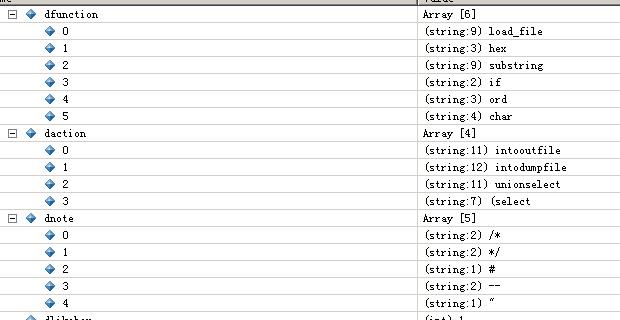 dfunction Array [6]
0 (string:9) load_file
1 (string:3) hex
2 (string:9) substring
3 (string:2) if
4 (string:3) ord
5 (string:4) char
daction Array [4]
0 (string:11) intooutfile
1 (string:12) intodumpfile
2 (string:11) unionselect
3 (string:7) (select
dnote Array [5]
0 (string:2) /*
1 (string:2) */
2 (string:1) #
3 (string:2) --
4 (string:1) "